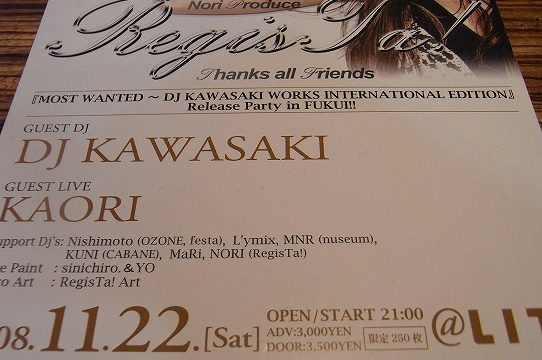 Nori Produce
RegisTa!
Thanks all Friends
『MOST WANTED ~ DJ KAWASAKI WORKS INTERNATIONAL EDITION』
Release Party in FUKUI!!
GUEST DJ
DJ KAWASAKI
GUEST LIVE
KAORI
upport Dj's: Nishimoto (OZONE, festa), L'ymix, MNR (nuseum),
KUNI (CABANE), MaRi, NORI (RegisTa!)
e Paint : sinichiro.&YO
o Art : RegisTa! Art
08.11.22.[Sat]
OPEN/START 21:00
ADV:3,000YEN
DOOR:3,500YEN
限定250枚
@LIT